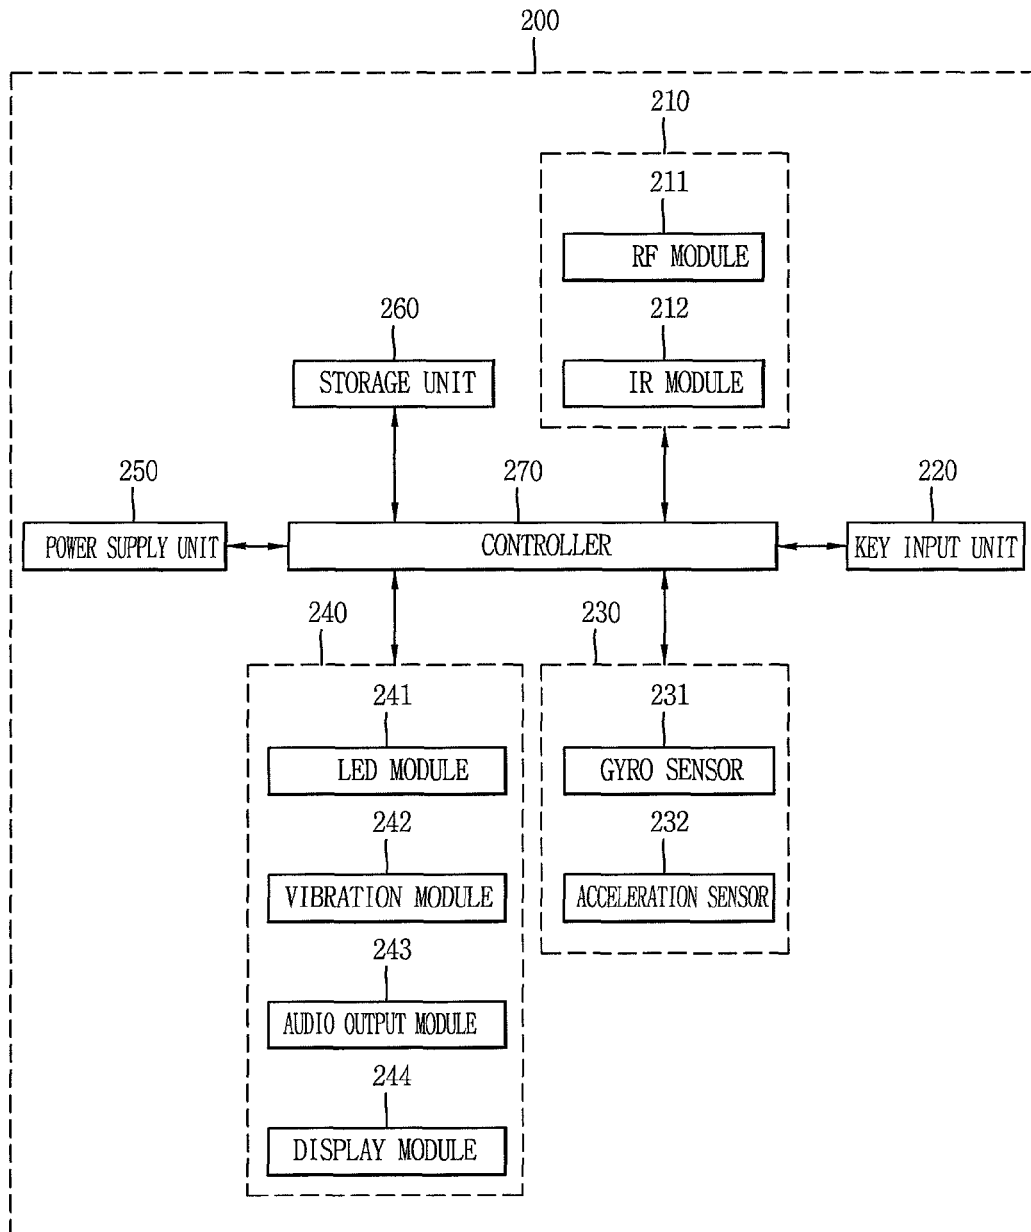 200
210
211
RF MODULE
212
IR MODULE
260
STORAGE UNIT
250
POWER SUPPLY UNIT
270
CONTROLLER
220
KEY INPUT UNIT
240
241
LED MODULE
242
VIBRATION MODULE
243
AUDIO OUTPUT MODULE
244
DISPLAY MODULE
230
231
GYRO SENSOR
232
ACCELERATION SENSOR